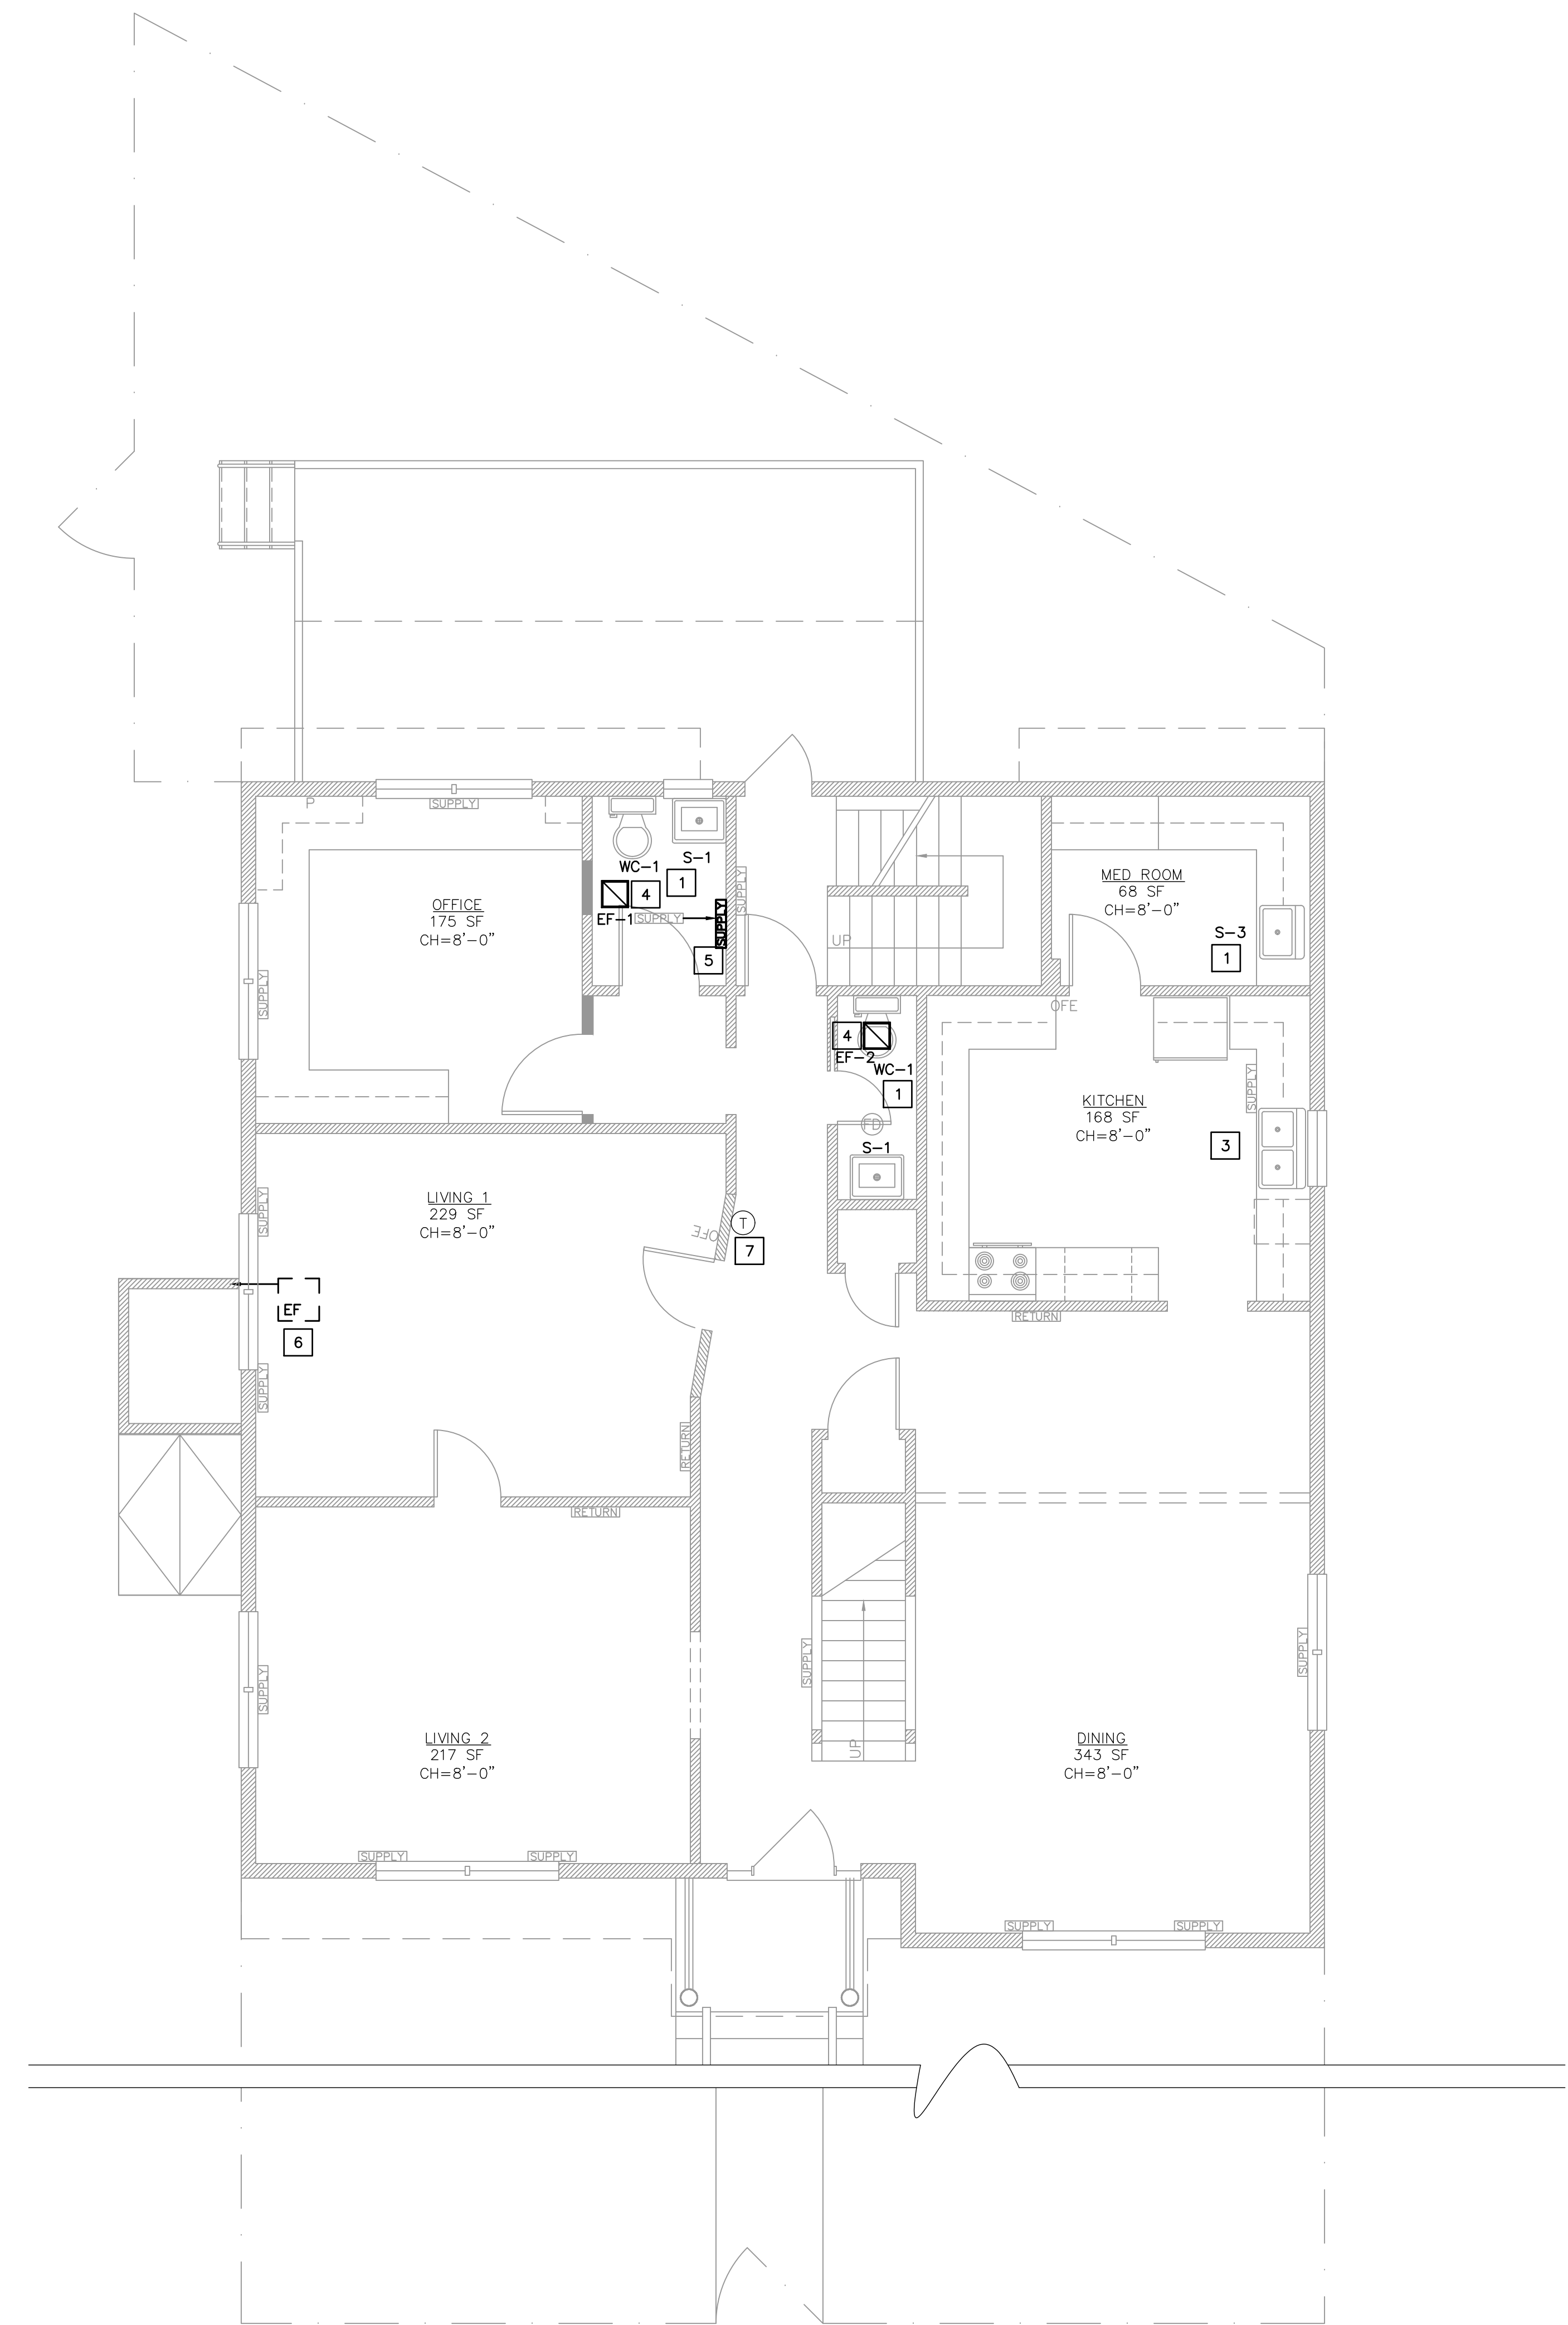 P
SUPPLY
WC-1
S-1
4
1
EF-1
SUPPLY
SUPPLY
5
SUPPLY
OFFICE
175 SF
CH=8'-0"
SUPPLY
UP
MED ROOM
68 SF
CH=8'-0"
S-3
1
OFE
4
EF-2
WC-1
1
FD
S-1
SUPPLY
KITCHEN
168 SF
CH=8'-0"
3
LIVING 1
229 SF
CH=8'-0"
SUPPLY
OFE
T
7
EF
6
SUPPLY
RETURN
RETURN
RETURN
SUPPLY
SUPPLY
SUPPLY
UP
LIVING 2
217 SF
CH=8'-0"
DINING
343 SF
CH=8'-0"
SUPPLY
SUPPLY
SUPPLY
SUPPLY